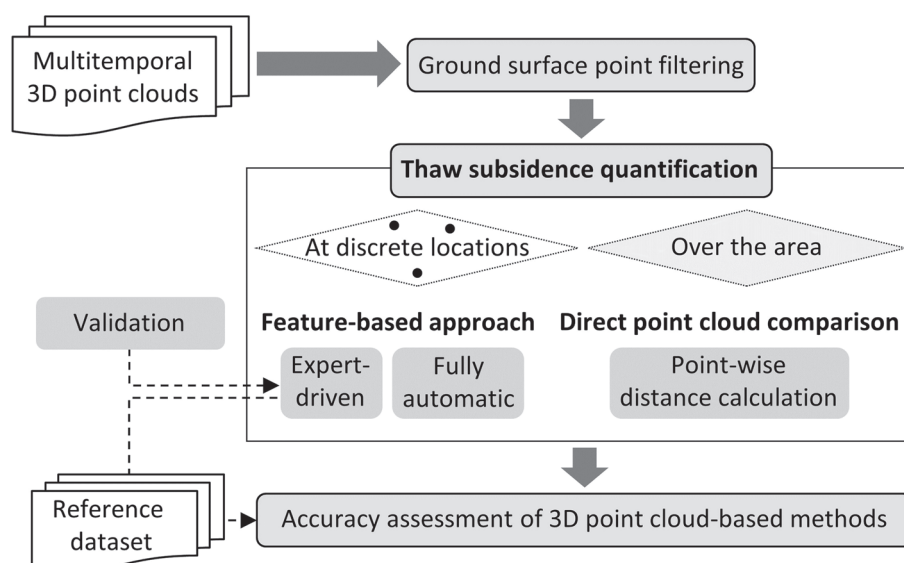 Multitemporal
3D point clouds
Ground surface point filtering
Thaw subsidence quantification
At discrete locations
Over the area
Validation
Feature-based approach
Direct point cloud comparison
Expert-
driven
Fully
automatic
Point-wise
distance calculation
Reference
dataset
Accuracy assessment of 3D point cloud-based methods